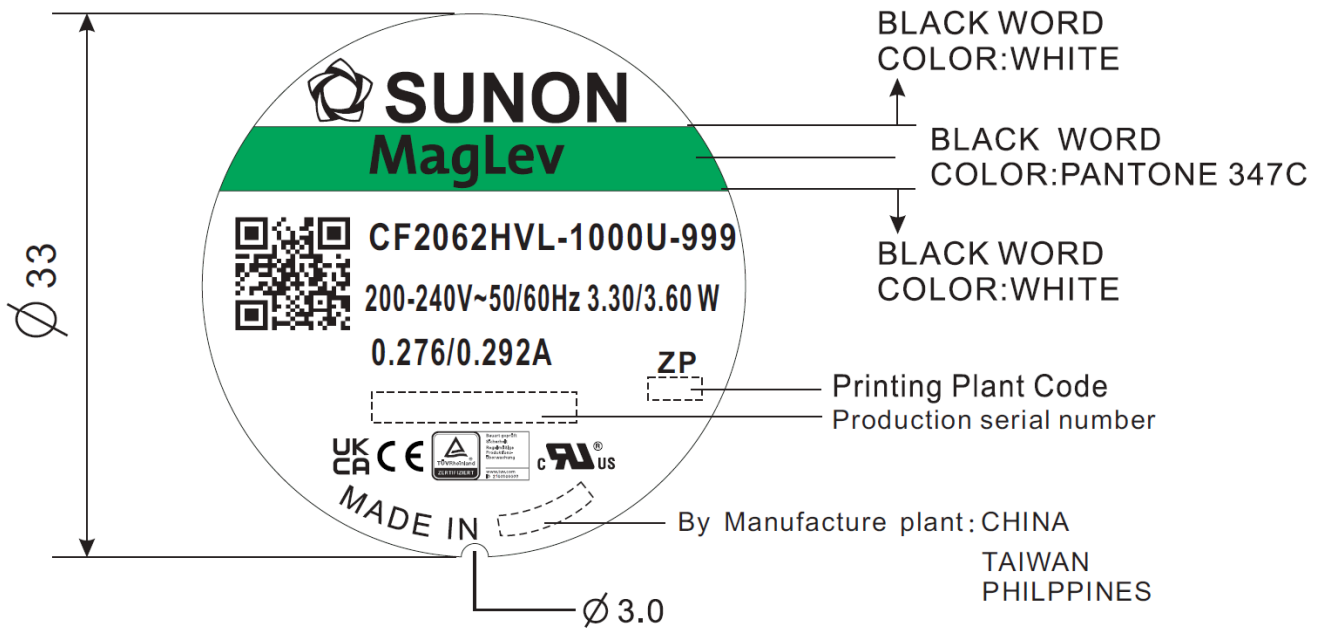 BLACK WORD
COLOR:WHITE
SUNON
MagLev
BLACK WORD
COLOR:PANTONE 347C
CF2062HVL-1000U-999
BLACK WORD
COLOR:WHITE
200-240V~50/60Hz 3.30/3.60 W
0.276/0.292A
ZP
Printing Plant Code
Production serial number
UK
CA
CE
TÜVRheinland
ZERTIFIZIERT
C US ®
MADE IN
By Manufacture plant: CHINA
TAIWAN
PHILPPINES
Ø 33
Ø 3.0